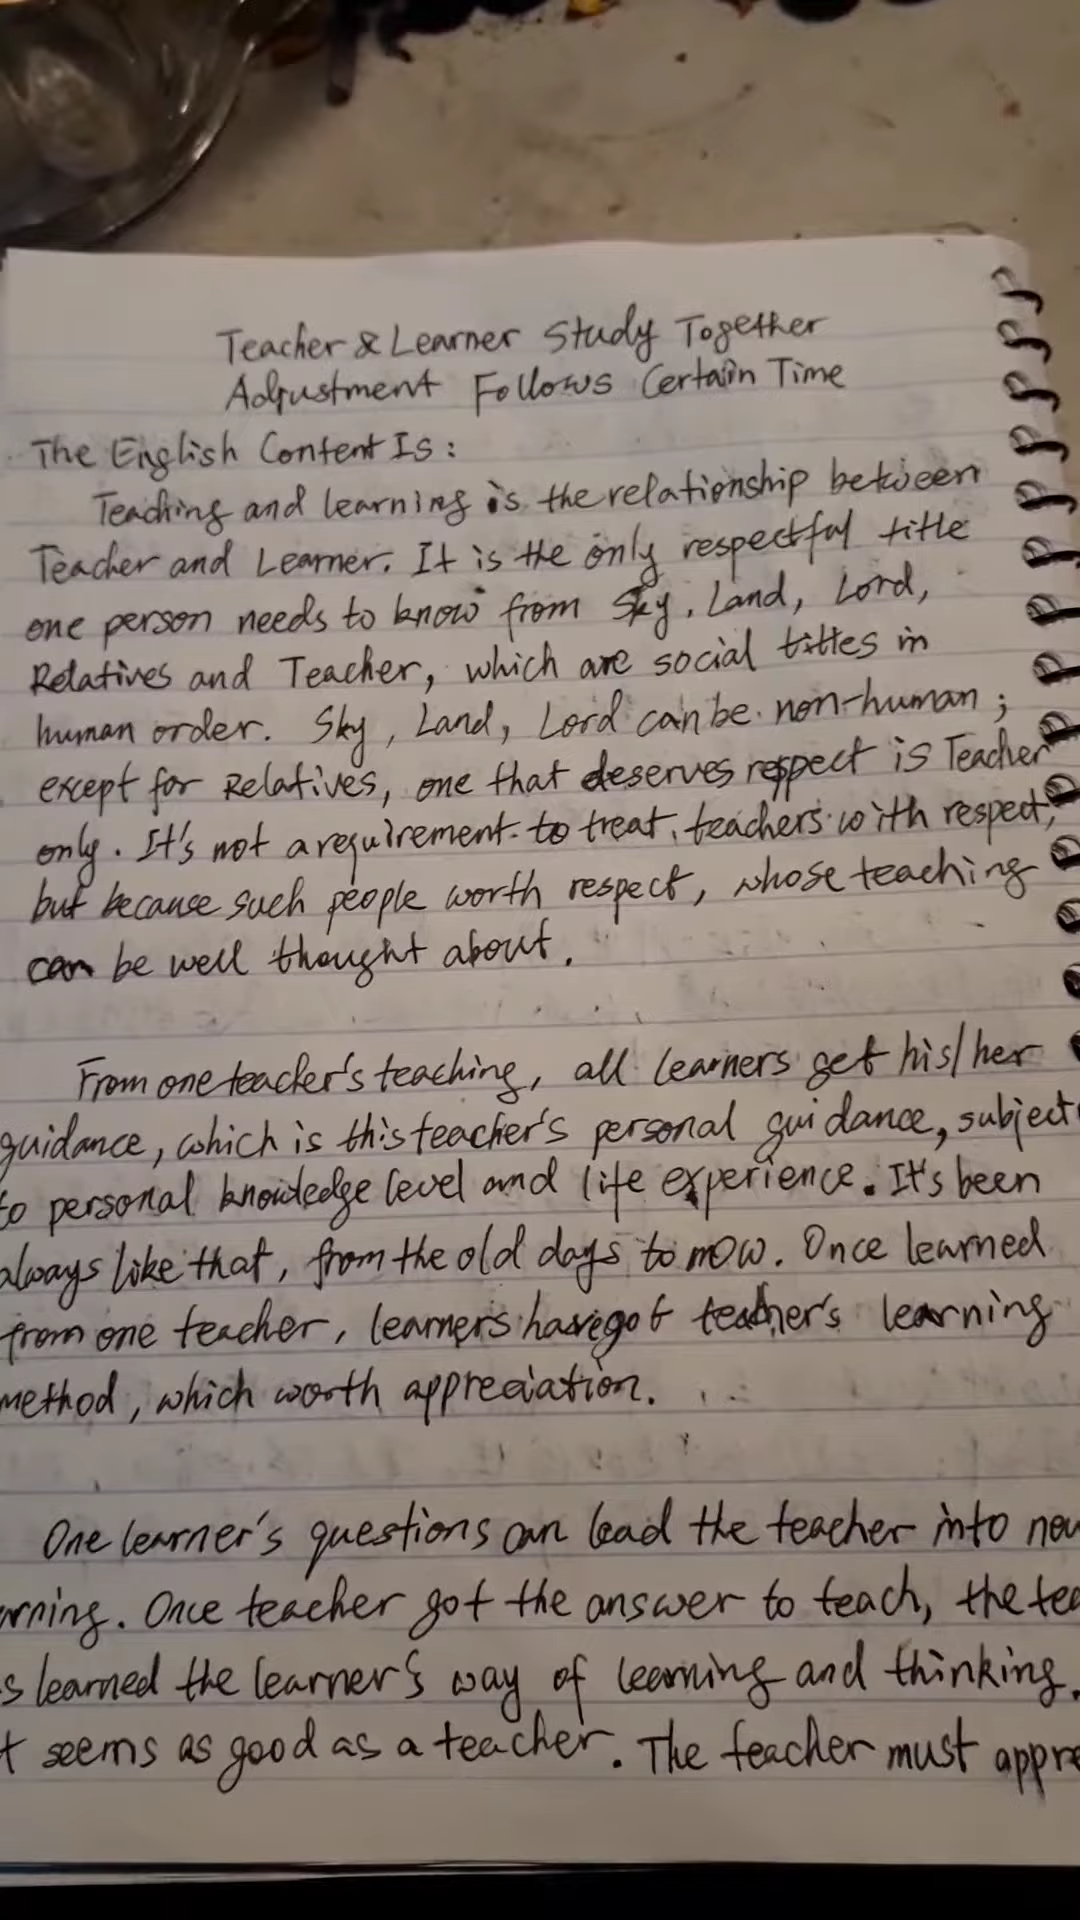 Teacher & Learner Study Together
Adjustment Follows Certain Time
The English Content Is:
Teaching and learning is the relationship between
Teacher and Learner. It is the only respectful title
one person needs to know from Sky, Land, Lord,
Relatives and Teacher, which are social titles in
human order. Sky, Land, Lord can be non-human;
except for Relatives, one that deserves respect is Teacher
only. It's not a requirement to treat teachers with respect,
but because such people worth respect, whose teaching
can be well thought about.
From one teacher's teaching, all learners get his/her
guidance, which is this teacher's personal guidance, subject
to personal knowledge level and life experience. It's been
always like that, from the old days to now. Once learned
from one teacher, learners have got teacher's learning
method, which worth appreciation.
One learner's questions can lead the teacher into
rning. Once teacher got the answer to teach, the
s learned the learner's way of learning and thinking.
t seems as good as a teacher. The teacher must appre